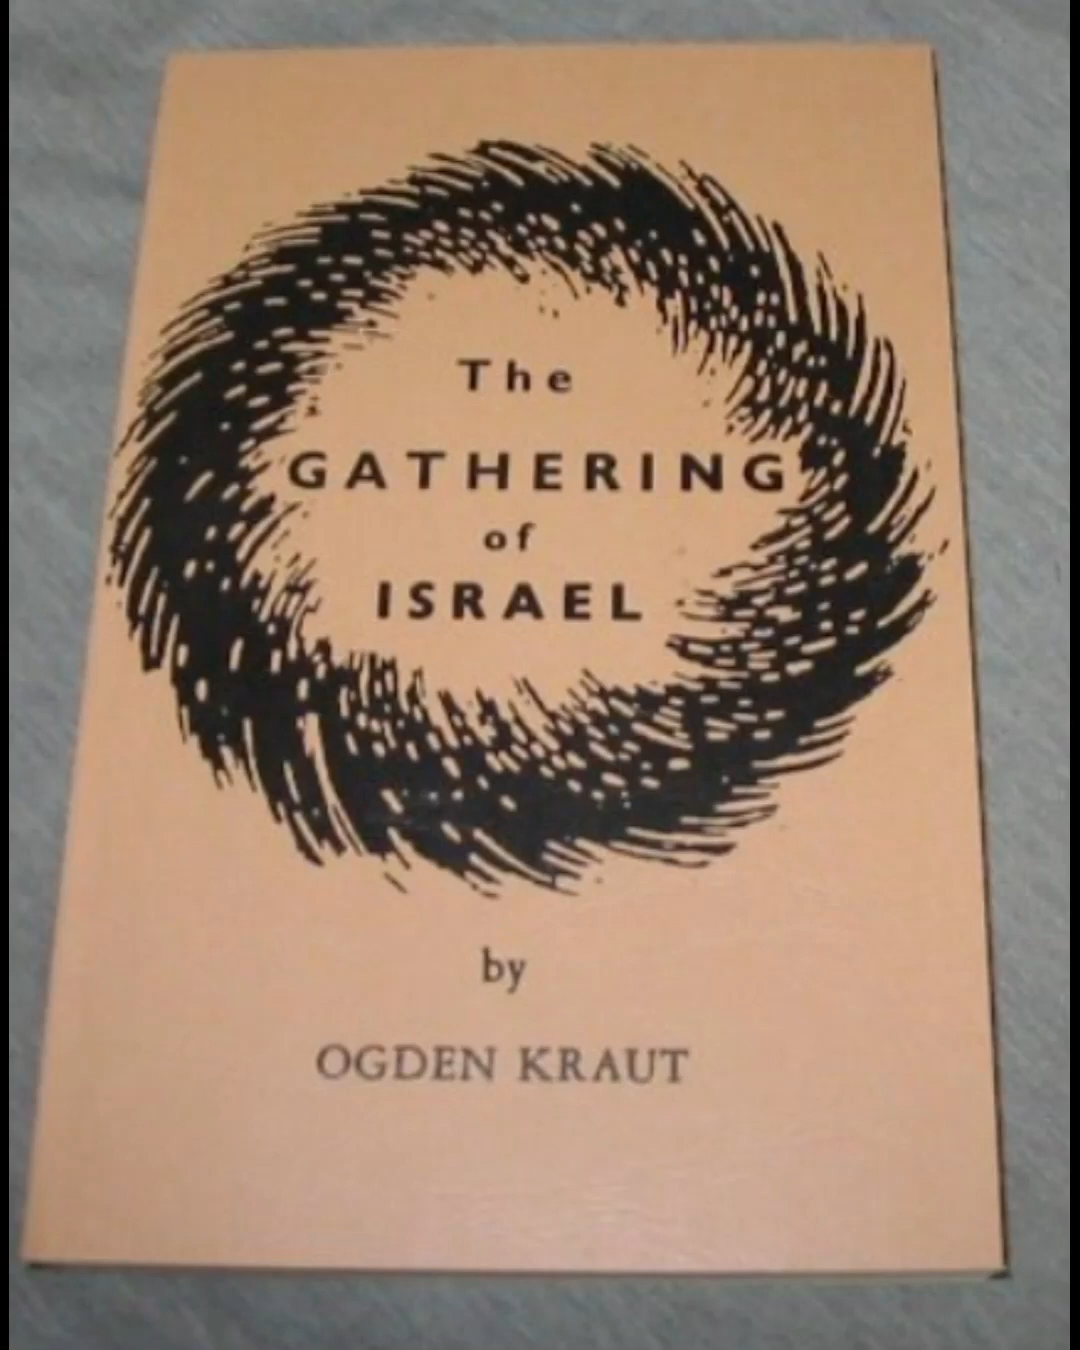 The
GATHERING
of
ISRAEL
by
OGDEN KRAUT